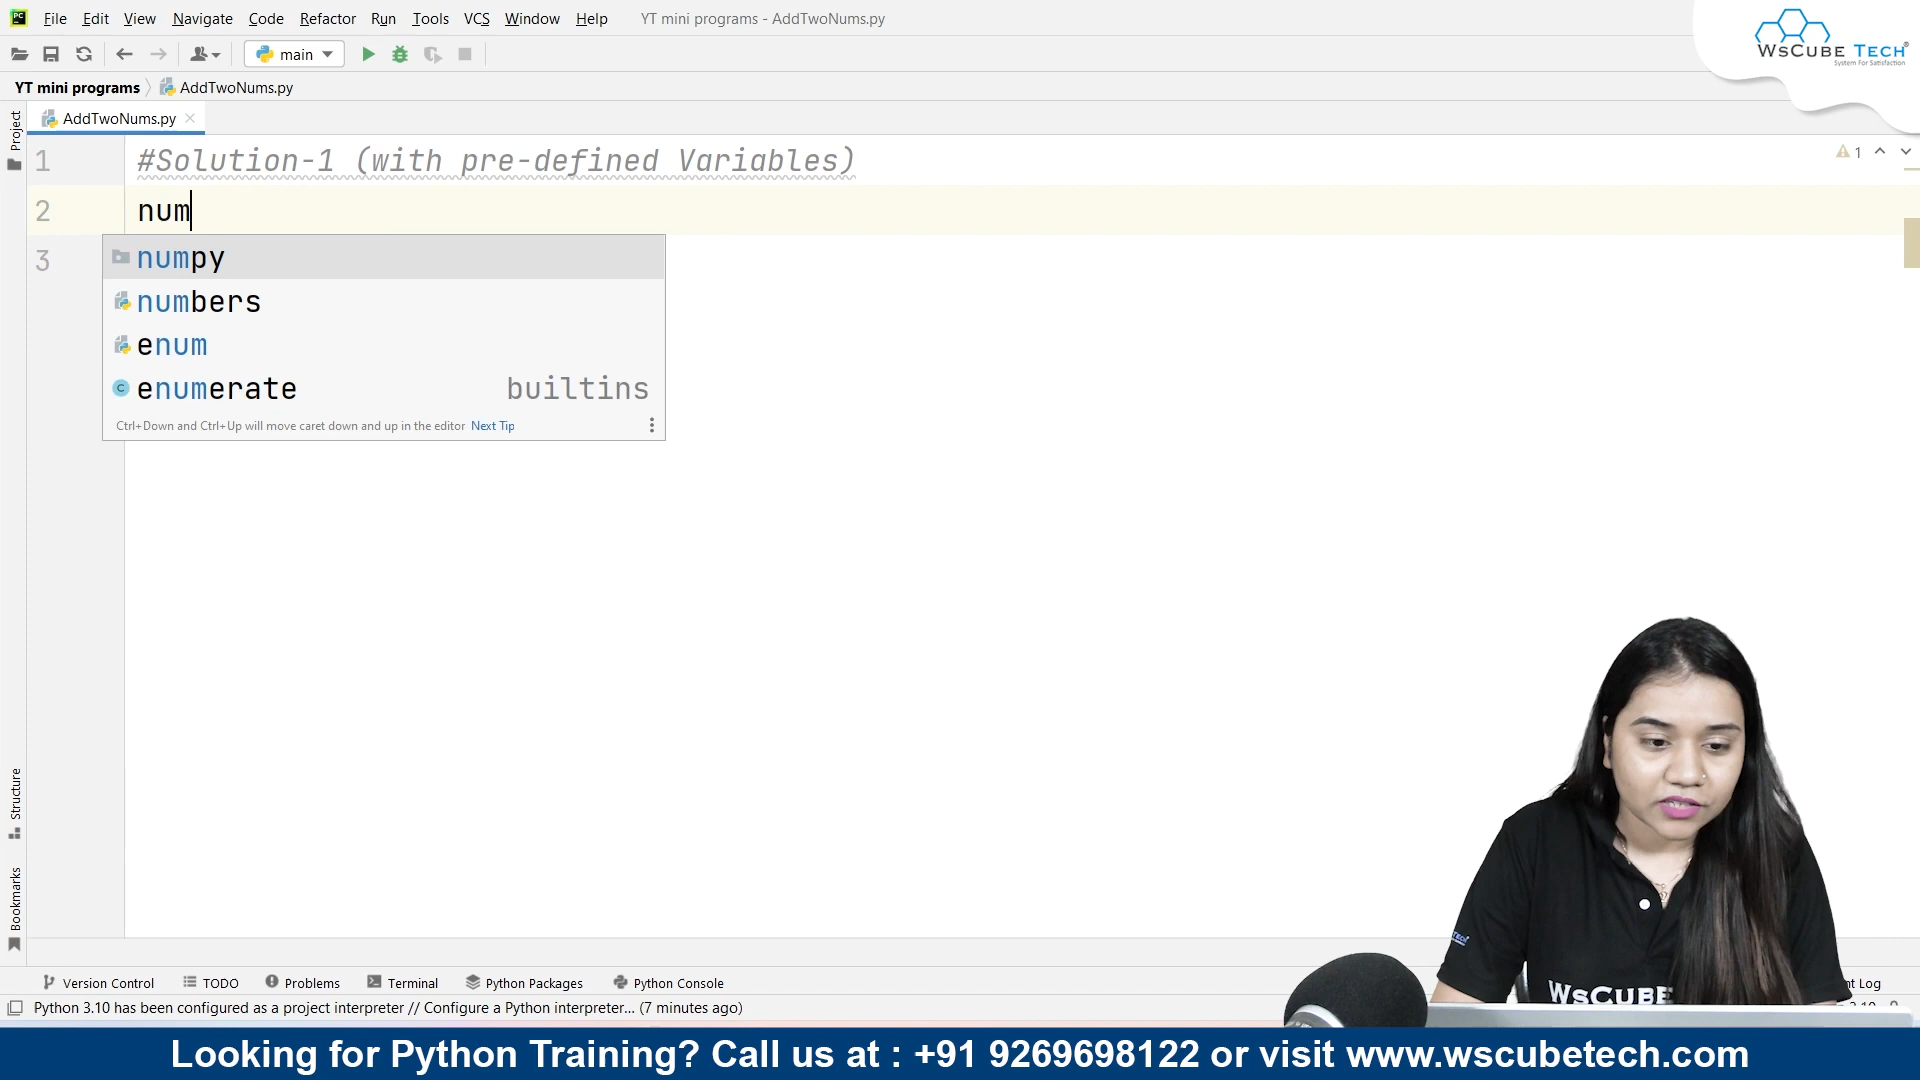 File Edit View Navigate Code Refactor Run Tools VCS Window Help YT mini programs - AddTwoNums.py
WsCube Tech®
System For Satisfaction
main
YT mini programs AddTwoNums.py
AddTwoNums.py
Project
1 #Solution-1 (with pre-defined Variables)
1
2 num
3
numpy
numbers
enum
enumerate builtins
Ctrl+Down and Ctrl+Up will move caret down and up in the editor Next Tip
Structure
Bookmarks
WsCube
Version Control TODO Problems Terminal Python Packages Python Console
nt Log
Python 3.10 has been configured as a project interpreter // Configure a Python interpreter... (7 minutes ago)
Looking for Python Training? Call us at : +91 9269698122 or visit www.wscubetech.com